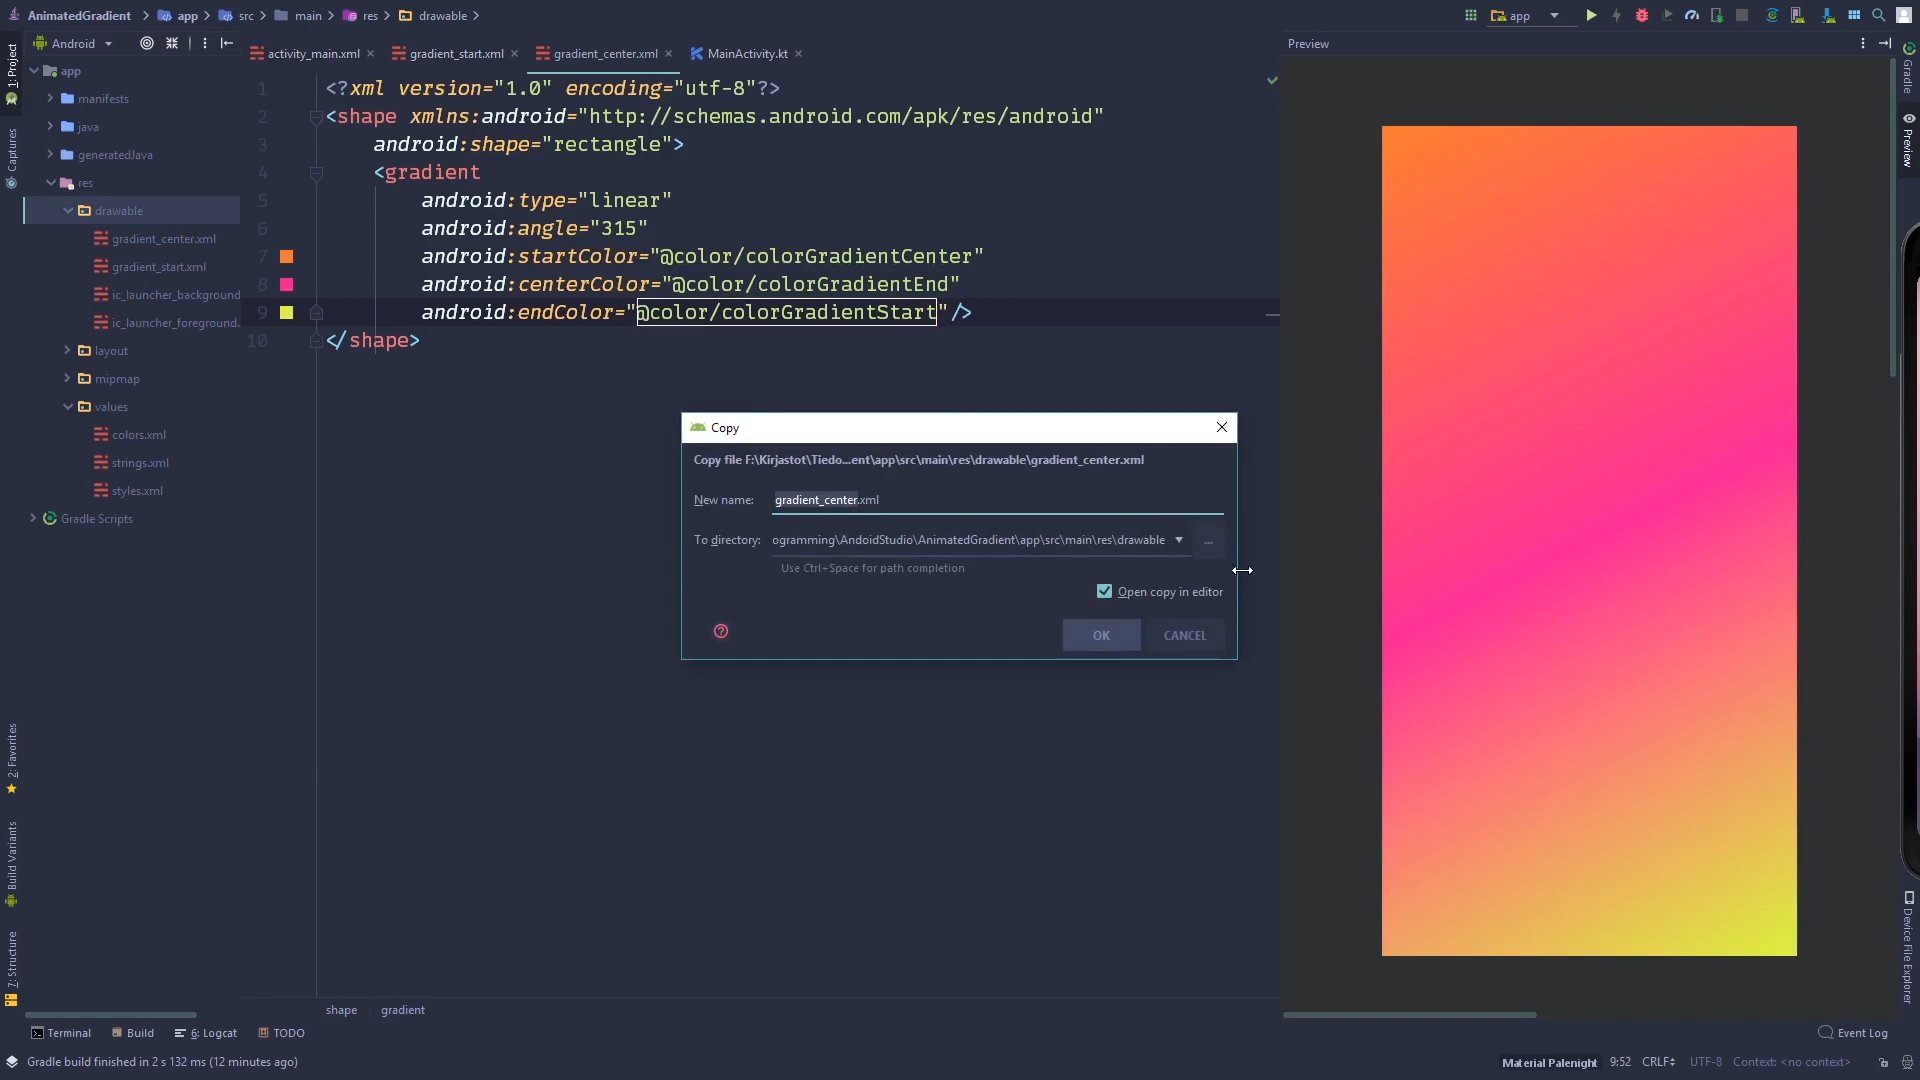 AnimatedGradient app src main res drawable
app
1: Project
Captures
2: Favorites
Build Variants
7: Structure
Android
app
manifests
java
generatedJava
res
drawable
gradient_center.xml
gradient_start.xml
ic_launcher_background
ic_launcher_foreground.
layout
mipmap
values
colors.xml
strings.xml
styles.xml
Gradle Scripts
activity_main.xml gradient_start.xml gradient_center.xml MainActivity.kt
1 <?xml version="1.0" encoding="utf-8"?>
2 <shape xmlns:android="http://schemas.android.com/apk/res/android"
3 android:shape="rectangle">
4 <gradient
5 android:type="linear"
6 android:angle="315"
7 android:startColor="@color/colorGradientCenter"
8 android:centerColor="@color/colorGradientEnd"
9 android:endColor="@color/colorGradientStart"/>
10 </shape>
Copy
Copy file F:\Kirjastot\Tiedo...ent\app\src\main\res\drawable\gradient_center.xml
New name: gradient_center.xml
To directory: ogramming\AndoidStudio\AnimatedGradient\app\src\main\res\drawable ...
Use Ctrl+Space for path completion
Open copy in editor
? OK CANCEL
Preview
Gradle
Preview
Device File Explorer
shape gradient
Terminal Build 6: Logcat TODO Event Log
Gradle build finished in 2 s 132 ms (12 minutes ago) Material Palenight 9:52 CRLF UTF-8 Context: <no context>